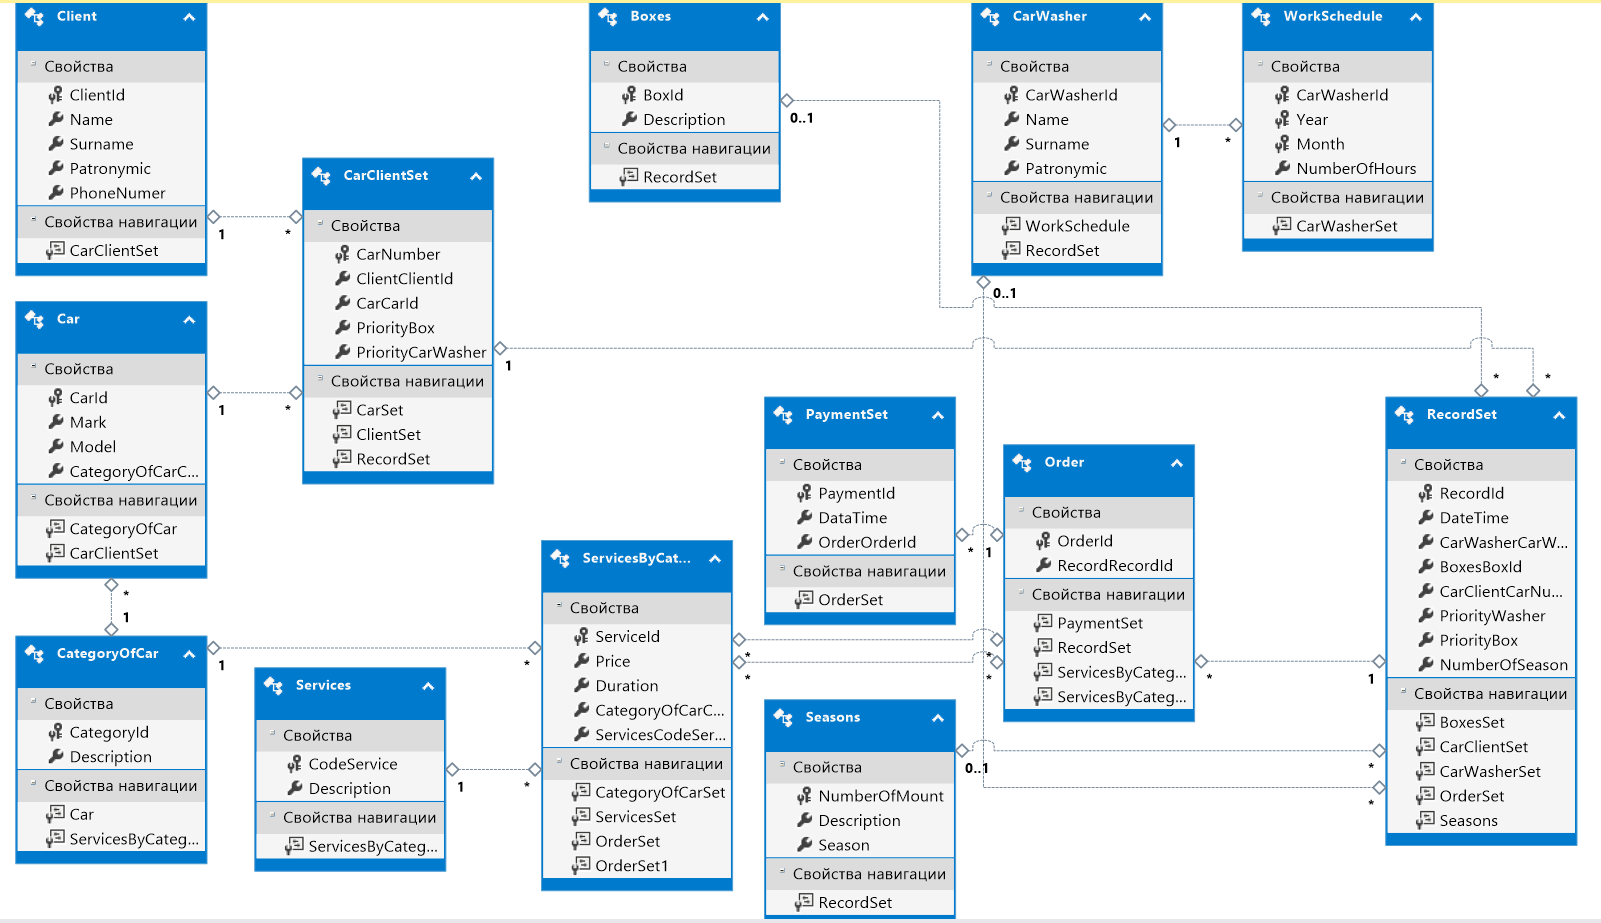 Client
Свойства
ClientId
Name
Surname
Patronymic
PhoneNumer
Свойства навигации
CarClientSet
1
*
Car
Свойства
CarId
Mark
Model
CategoryOfCarC...
Свойства навигации
CategoryOfCar
CarClientSet
1
*
*
1
CategoryOfCar
Свойства
CategoryId
Description
Свойства навигации
Car
ServicesByCateg...
1
*
CarClientSet
Свойства
CarNumber
ClientClientId
CarCarId
PriorityBox
PriorityCarWasher
Свойства навигации
CarSet
ClientSet
RecordSet
1
*
Services
Свойства
CodeService
Description
Свойства навигации
ServicesByCateg...
1
*
ServicesByCat...
Свойства
ServiceId
Price
Duration
CategoryOfCarC...
ServicesCodeSer...
Свойства навигации
CategoryOfCarSet
ServicesSet
OrderSet
OrderSet1
*
*
*
*
Boxes
Свойства
BoxId
Description
Свойства навигации
RecordSet
0..1
*
CarWasher
Свойства
CarWasherId
Name
Surname
Patronymic
Свойства навигации
WorkSchedule
RecordSet
1
*
0..1
WorkSchedule
Свойства
CarWasherId
Year
Month
NumberOfHours
Свойства навигации
CarWasherSet
PaymentSet
Свойства
PaymentId
DataTime
OrderOrderId
Свойства навигации
OrderSet
*
1
Order
Свойства
OrderId
RecordRecordId
Свойства навигации
PaymentSet
RecordSet
ServicesByCateg...
ServicesByCateg...
*
1
Seasons
Свойства
NumberOfMount
Description
Season
Свойства навигации
RecordSet
0..1
*
*
RecordSet
Свойства
RecordId
DateTime
CarWasherCarW...
BoxesBoxId
CarClientCarNu...
PriorityWasher
PriorityBox
NumberOfSeason
Свойства навигации
BoxesSet
CarClientSet
CarWasherSet
OrderSet
Seasons